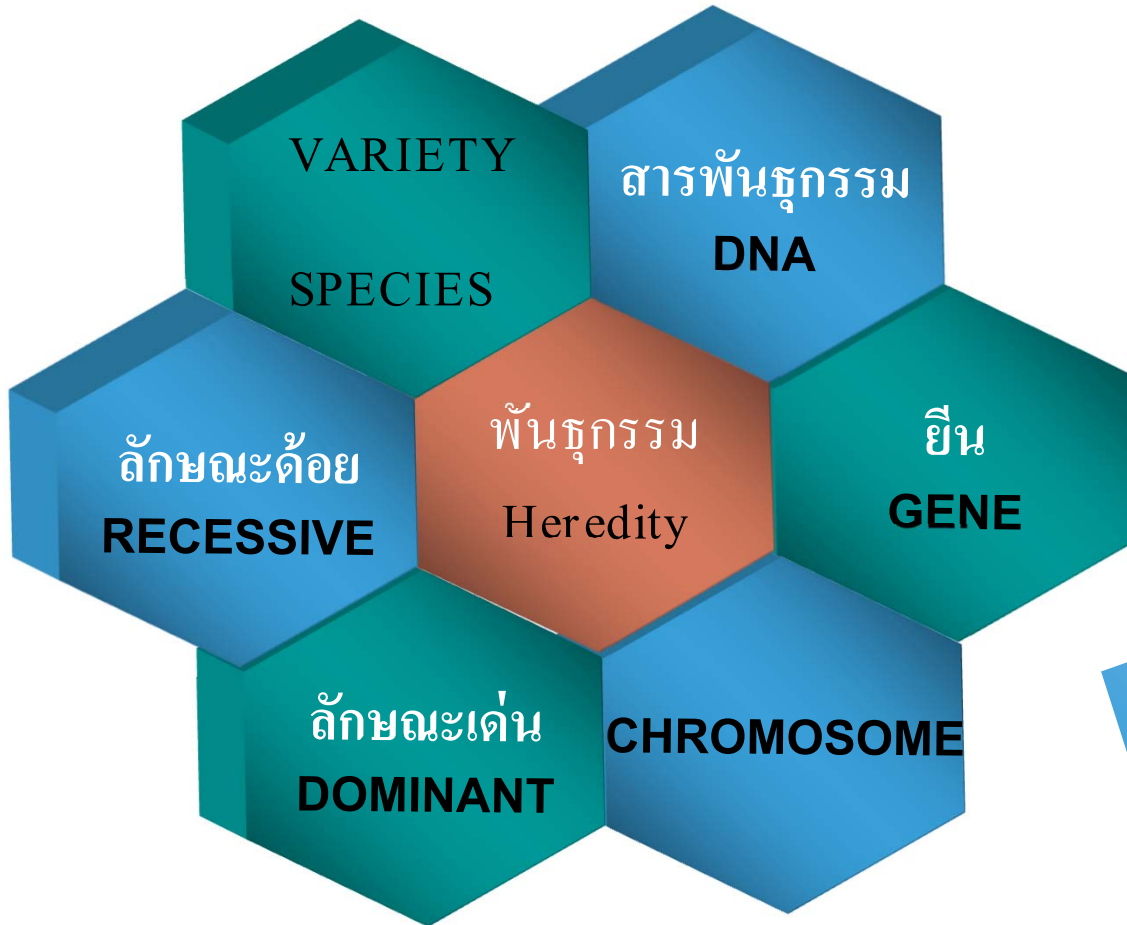 VARIETY
SPECIES
สารพันธุกรรม
DNA
ลักษณะด้อย
RECESSIVE
พันธุกรรม
Heredity
ยีน
GENE
ลักษณะเด่น
DOMINANT
CHROMOSOME